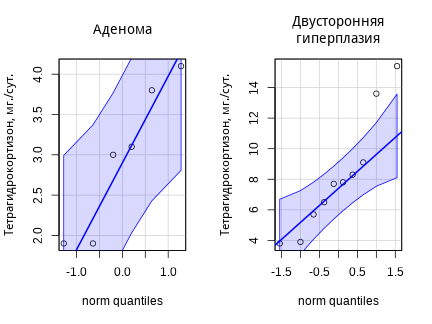 Аденома
Тетрагидрокортизон, мг./сут.
4.0
3.5
3.0
2.5
2.0
-1.0 0.0 1.0
norm quantiles
Двусторонняя
гиперплазия
Тетрагидрокортизон, мг./сут.
14
12
10
8
6
4
-1.5 -0.5 0.5 1.5
norm quantiles